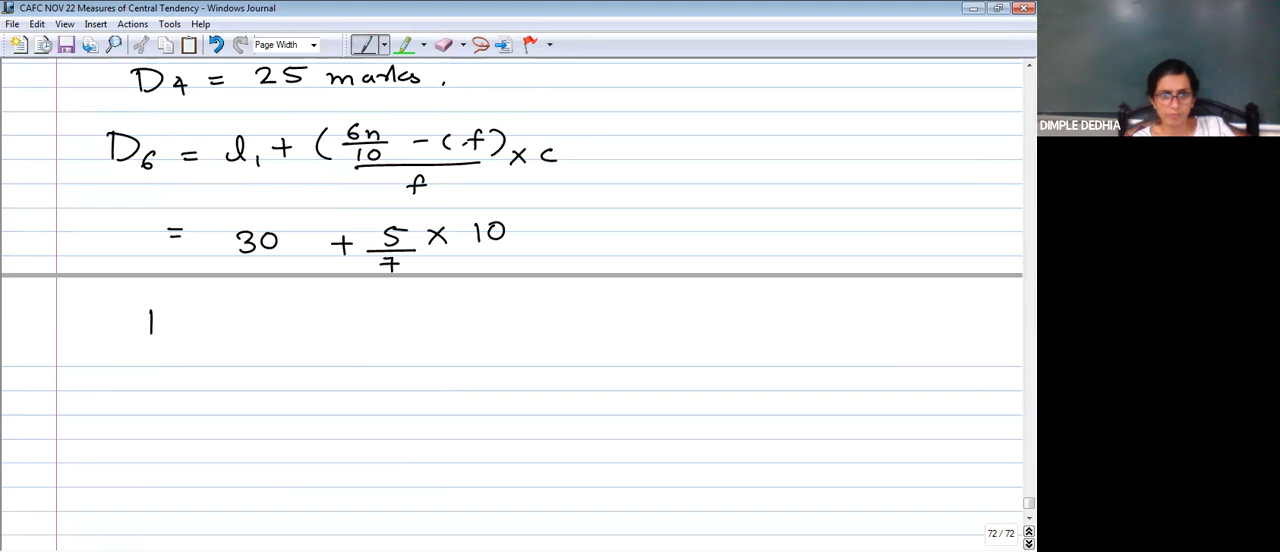 CAFC NOV 22 Measures of Central Tendency - Windows Journal
File Edit View Insert Actions Tools Help
Page Width
D4 = 25 marks.
D6 = l1 + (6n/10 - cf)/f × c
= 30 + 5/7 × 10
DIMPLE DEDHIA
72 / 72